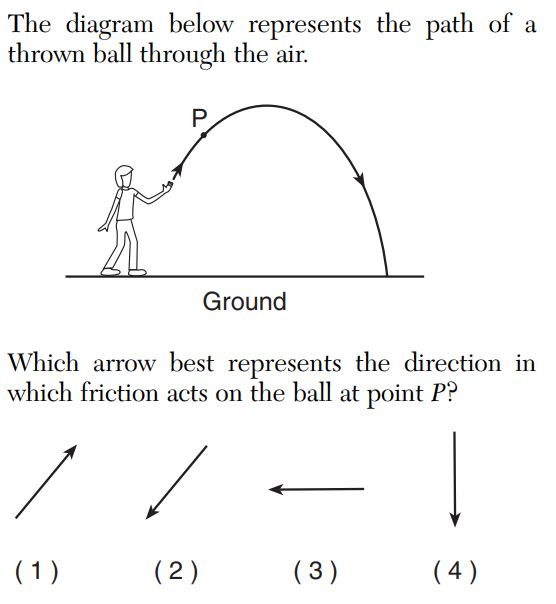 The diagram below represents the path of a
thrown ball through the air.
P
Ground
Which arrow best represents the direction in
which friction acts on the ball at point P?
( 1 ) ( 2 ) ( 3 ) ( 4 )